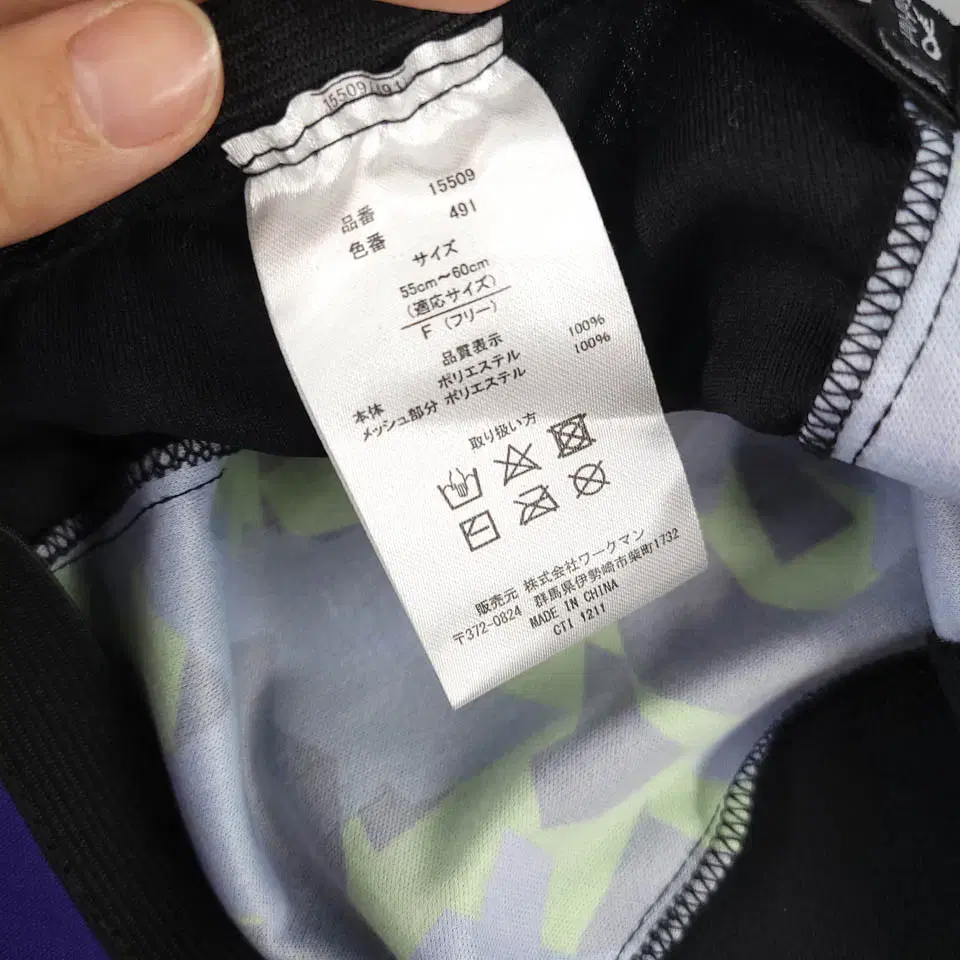 15509
品番 15509
色番 491
サイズ
55cm～60cm
(適応サイズ)
F (フリー)
品質表示
本体 ポリエステル 100%
メッシュ部分 ポリエステル 100%
取り扱い方
販売元 株式会社ワークマン
〒372-0824 群馬県伊勢崎市柴町1732
MADE IN CHINA
CTI 1211